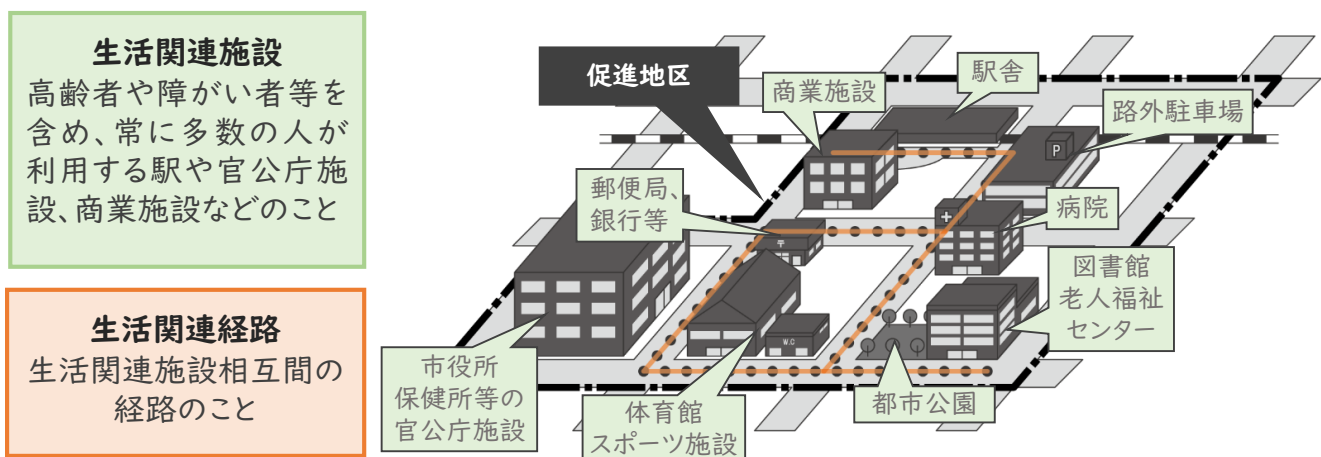 生活関連施設
高齢者や障がい者等を
含め、常に多数の人が
利用する駅や官公庁施
設、商業施設などのこと
生活関連経路
生活関連施設相互間の
経路のこと
促進地区
商業施設
駅舎
路外駐車場
P
郵便局、
銀行等
〒
病院
図書館
老人福祉
センター
W.C
市役所
保健所等の
官公庁施設
体育館
スポーツ施設
都市公園